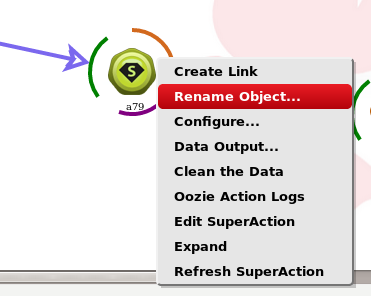 S
a79
Create Link
Rename Object...
Configure...
Data Output...
Clean the Data
Oozie Action Logs
Edit SuperAction
Expand
Refresh SuperAction